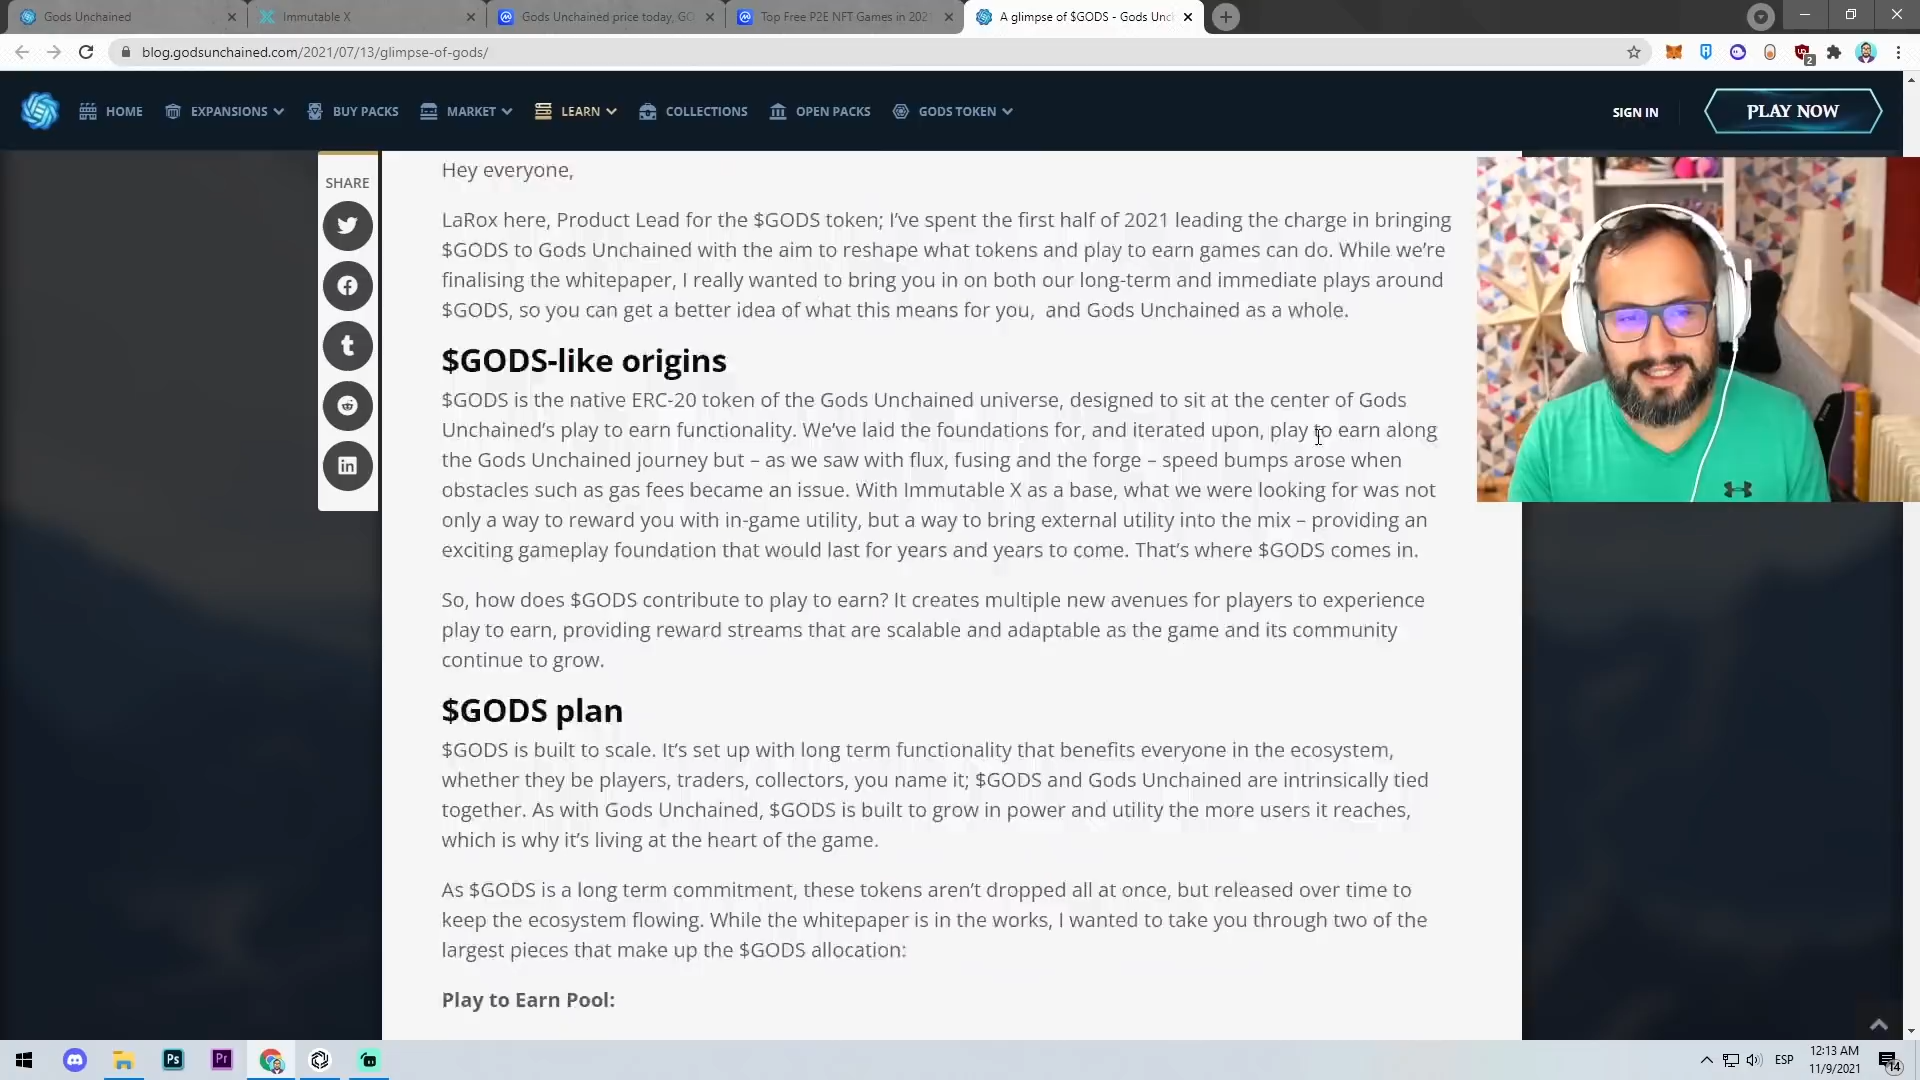 Gods Unchained
Immutable X
Gods Unchained price today, GO
Top Free P2E NFT Games in 2021
A glimpse of $GODS - Gods Unc
blog.godsunchained.com/2021/07/13/glimpse-of-gods/
2
HOME
EXPANSIONS
BUY PACKS
MARKET
LEARN
COLLECTIONS
OPEN PACKS
GODS TOKEN
SIGN IN
PLAY NOW
SHARE
Hey everyone,
LaRox here, Product Lead for the $GODS token; I’ve spent the first half of 2021 leading the charge in bringing
$GODS to Gods Unchained with the aim to reshape what tokens and play to earn games can do. While we’re
finalising the whitepaper, I really wanted to bring you in on both our long-term and immediate plays around
$GODS, so you can get a better idea of what this means for you, and Gods Unchained as a whole.
$GODS-like origins
$GODS is the native ERC-20 token of the Gods Unchained universe, designed to sit at the center of Gods
Unchained’s play to earn functionality. We’ve laid the foundations for, and iterated upon, play to earn along
the Gods Unchained journey but – as we saw with flux, fusing and the forge – speed bumps arose when
obstacles such as gas fees became an issue. With Immutable X as a base, what we were looking for was not
only a way to reward you with in-game utility, but a way to bring external utility into the mix – providing an
exciting gameplay foundation that would last for years and years to come. That’s where $GODS comes in.
So, how does $GODS contribute to play to earn? It creates multiple new avenues for players to experience
play to earn, providing reward streams that are scalable and adaptable as the game and its community
continue to grow.
$GODS plan
$GODS is built to scale. It’s set up with long term functionality that benefits everyone in the ecosystem,
whether they be players, traders, collectors, you name it; $GODS and Gods Unchained are intrinsically tied
together. As with Gods Unchained, $GODS is built to grow in power and utility the more users it reaches,
which is why it’s living at the heart of the game.
As $GODS is a long term commitment, these tokens aren’t dropped all at once, but released over time to
keep the ecosystem flowing. While the whitepaper is in the works, I wanted to take you through two of the
largest pieces that make up the $GODS allocation:
Play to Earn Pool:
Ps
Pr
ESP
12:13 AM
11/9/2021
14